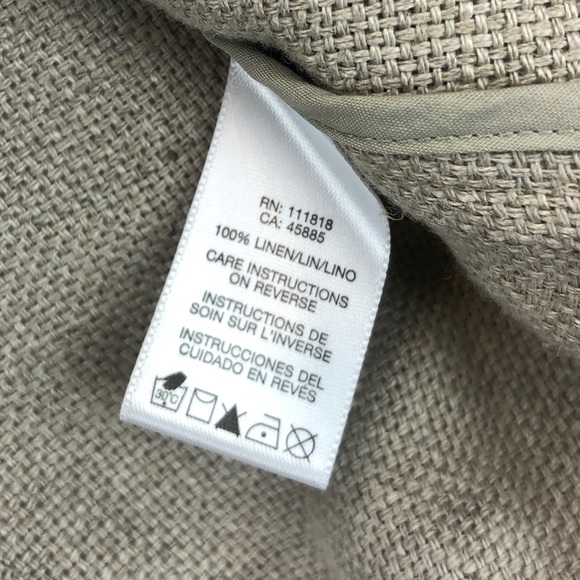 RN: 111818
CA: 45885
100% LINEN/LIN/LINO
CARE INSTRUCTIONS
ON REVERSE
INSTRUCTIONS DE
SOIN SUR L'INVERSE
INSTRUCCIONES DEL
CUIDADO EN REVÉS
30°C